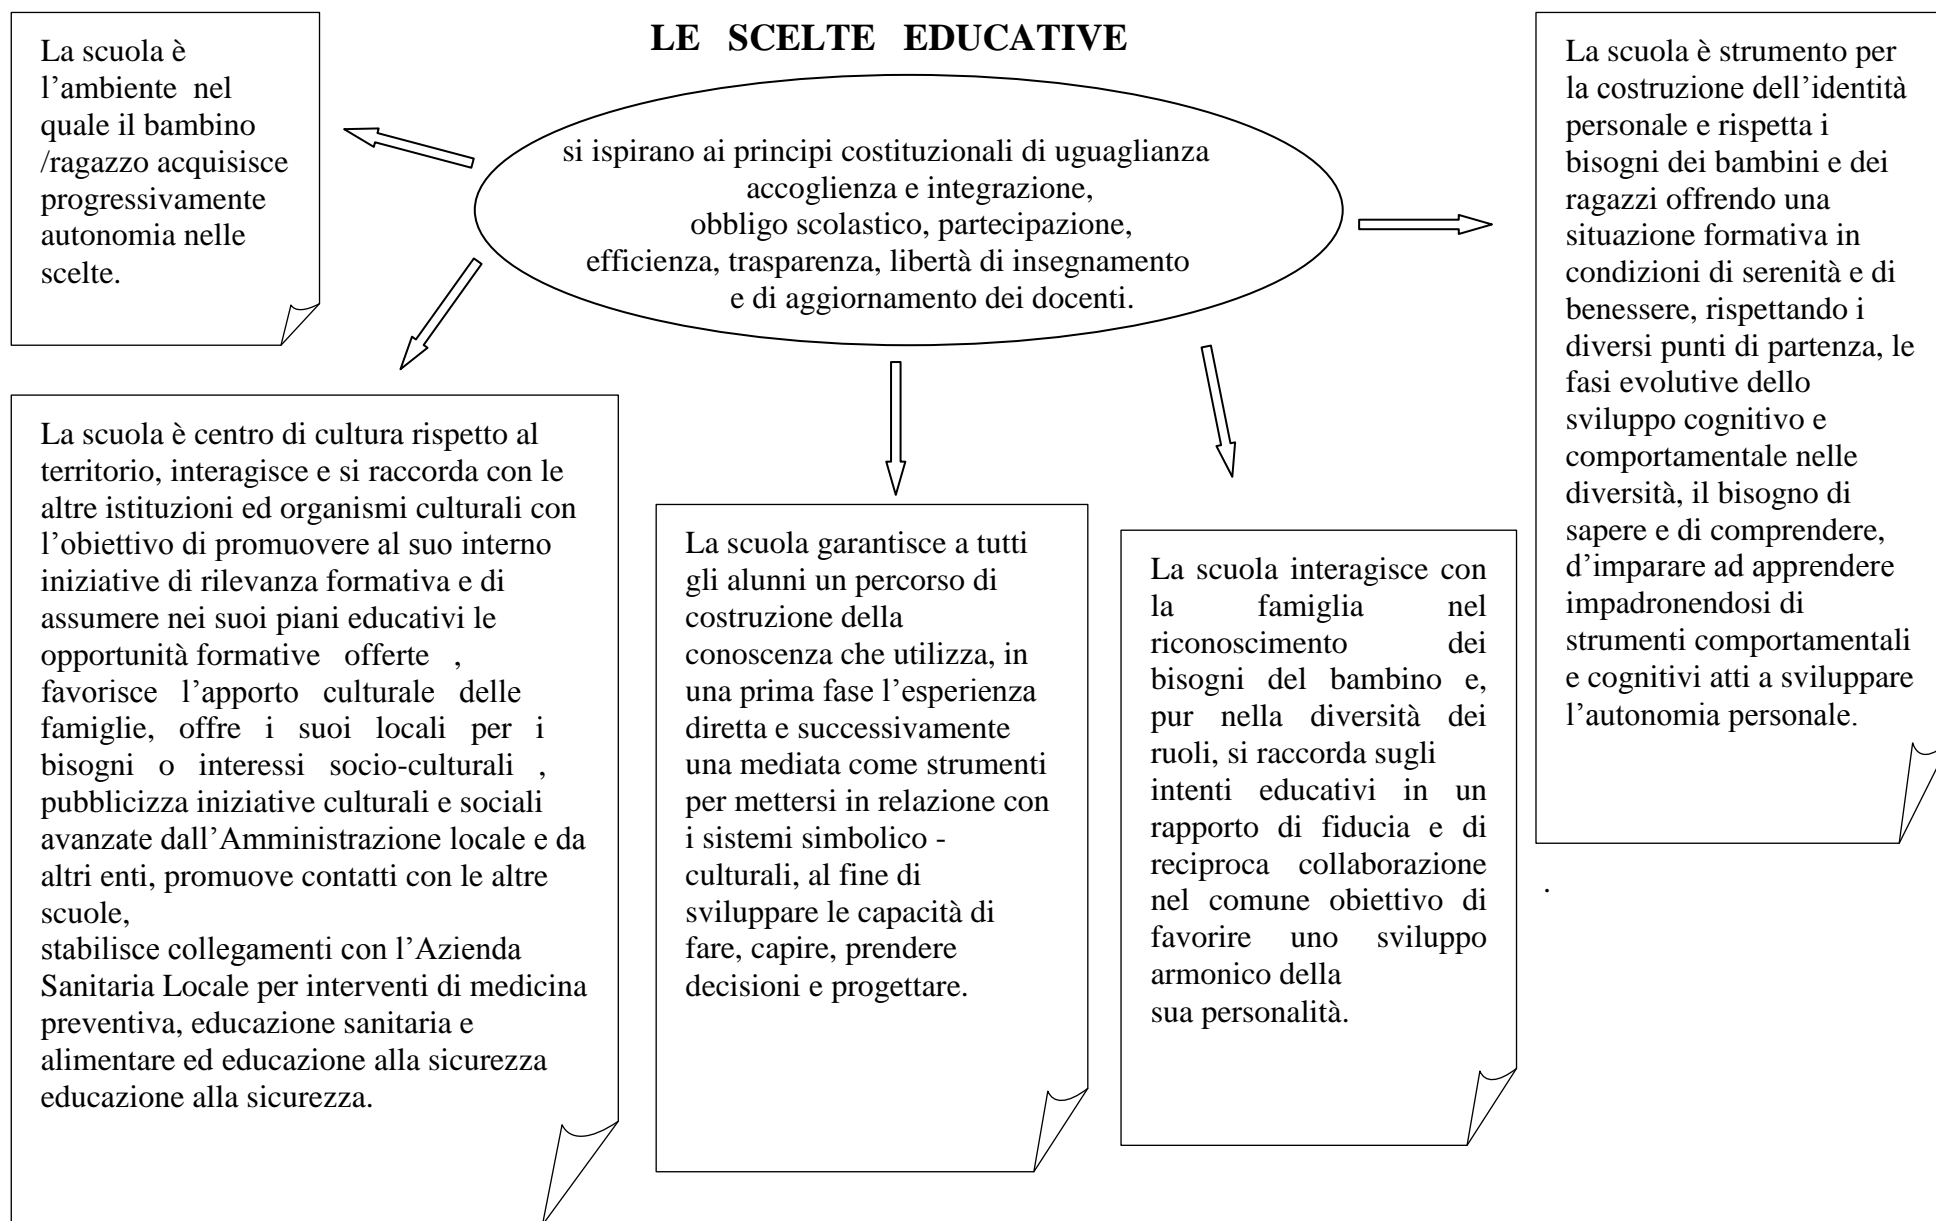 LE SCELTE EDUCATIVE
La scuola è
l’ambiente nel
quale il bambino
/ragazzo acquisisce
progressivamente
autonomia nelle
scelte.
si ispirano ai principi costituzionali di uguaglianza
accoglienza e integrazione,
obbligo scolastico, partecipazione,
efficienza, trasparenza, libertà di insegnamento
e di aggiornamento dei docenti.
La scuola è strumento per
la costruzione dell’identità
personale e rispetta i
bisogni dei bambini e dei
ragazzi offrendo una
situazione formativa in
condizioni di serenità e di
benessere, rispettando i
diversi punti di partenza, le
fasi evolutive dello
sviluppo cognitivo e
comportamentale nelle
diversità, il bisogno di
sapere e di comprendere,
d’imparare ad apprendere
impadronendosi di
strumenti comportamentali
e cognitivi atti a sviluppare
l’autonomia personale.
La scuola è centro di cultura rispetto al
territorio, interagisce e si raccorda con le
altre istituzioni ed organismi culturali con
l’obiettivo di promuovere al suo interno
iniziative di rilevanza formativa e di
assumere nei suoi piani educativi le
opportunità formative offerte ,
favorisce l’apporto culturale delle
famiglie, offre i suoi locali per i
bisogni o interessi socio-culturali ,
pubblicizza iniziative culturali e sociali
avanzate dall’Amministrazione locale e da
altri enti, promuove contatti con le altre
scuole,
stabilisce collegamenti con l’Azienda
Sanitaria Locale per interventi di medicina
preventiva, educazione sanitaria e
alimentare ed educazione alla sicurezza
educazione alla sicurezza.
La scuola garantisce a tutti
gli alunni un percorso di
costruzione della
conoscenza che utilizza, in
una prima fase l’esperienza
diretta e successivamente
una mediata come strumenti
per mettersi in relazione con
i sistemi simbolico -
culturali, al fine di
sviluppare le capacità di
fare, capire, prendere
decisioni e progettare.
La scuola interagisce con
la famiglia nel
riconoscimento dei
bisogni del bambino e,
pur nella diversità dei
ruoli, si raccorda sugli
intenti educativi in un
rapporto di fiducia e di
reciproca collaborazione
nel comune obiettivo di
favorire uno sviluppo
armonico della
sua personalità.
.